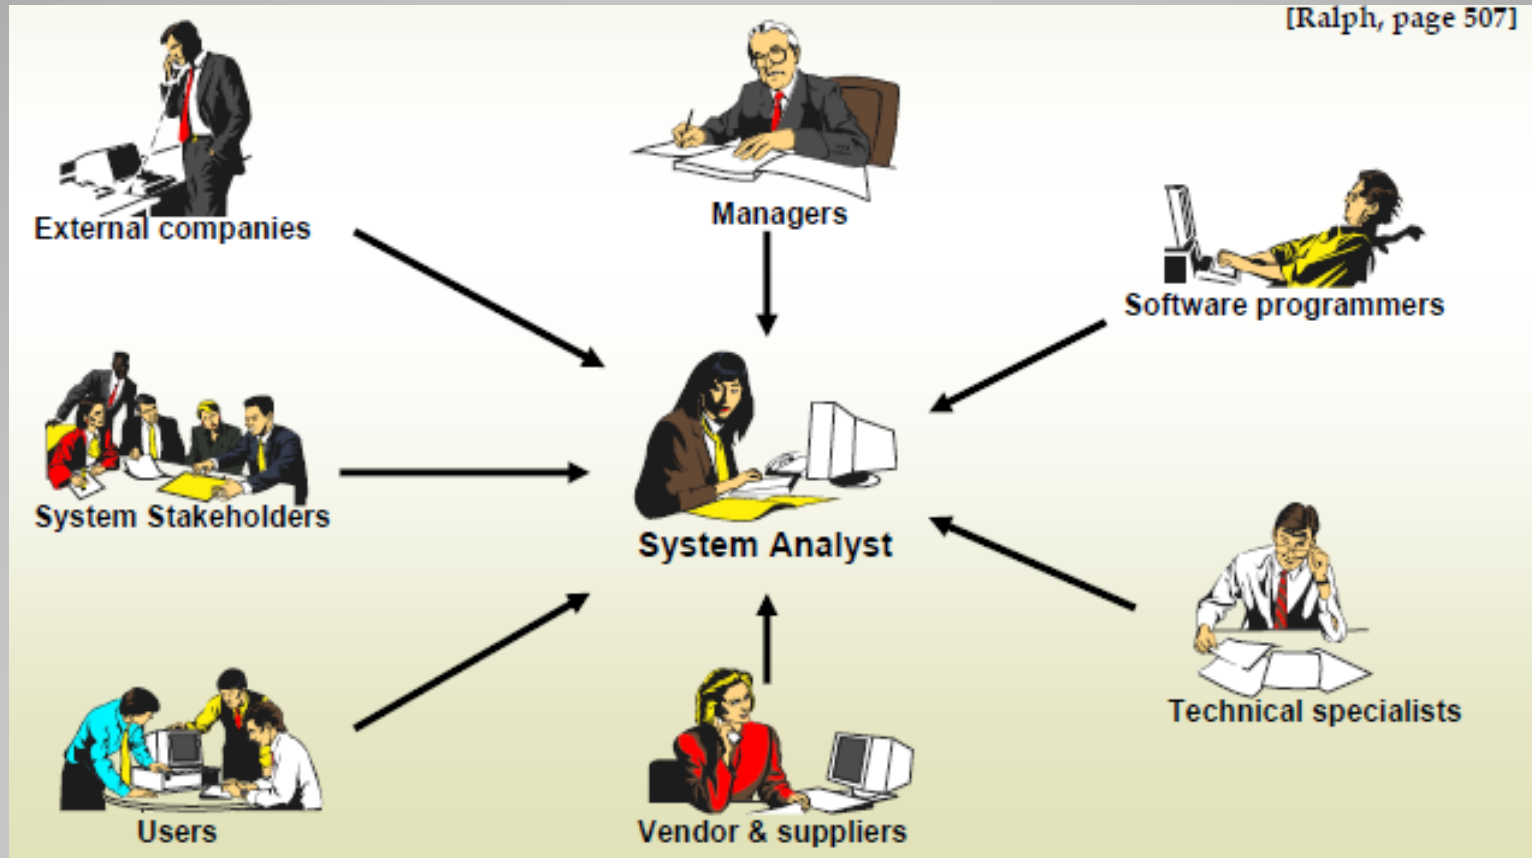 [Ralph, page 507]
External companies
Managers
Software programmers
System Stakeholders
System Analyst
Technical specialists
Users
Vendor & suppliers